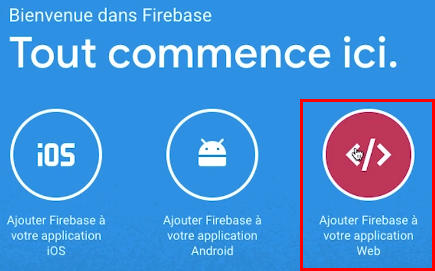 Bienvenue dans Firebase
Tout commence ici.
iOS
</>
Ajouter Firebase à
votre application
iOS
Ajouter Firebase à
votre application
Android
Ajouter Firebase à
votre application
Web